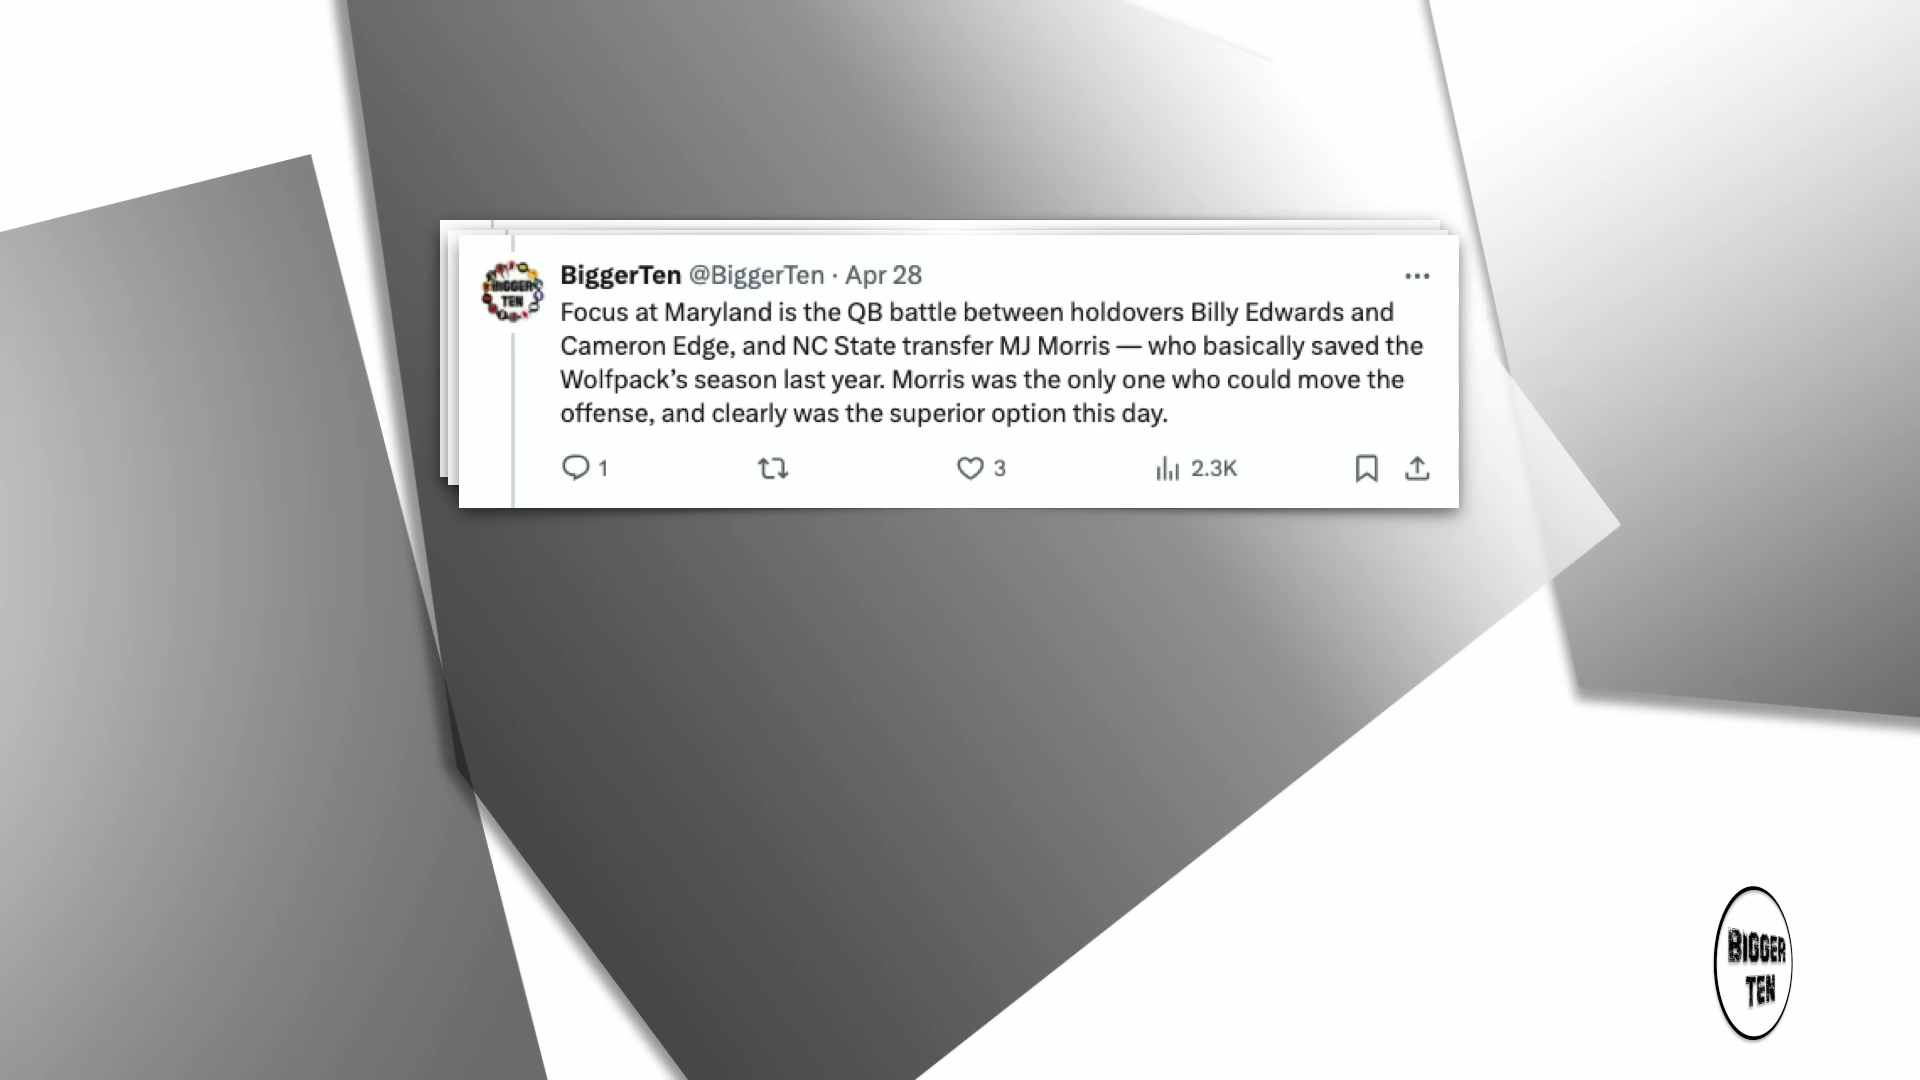 BiggerTen @BiggerTen · Apr 28
Focus at Maryland is the QB battle between holdovers Billy Edwards and
Cameron Edge, and NC State transfer MJ Morris — who basically saved the
Wolfpack’s season last year. Morris was the only one who could move the
offense, and clearly was the superior option this day.
1 3 2.3K
BIGGER
TEN
BIGGER
TEN